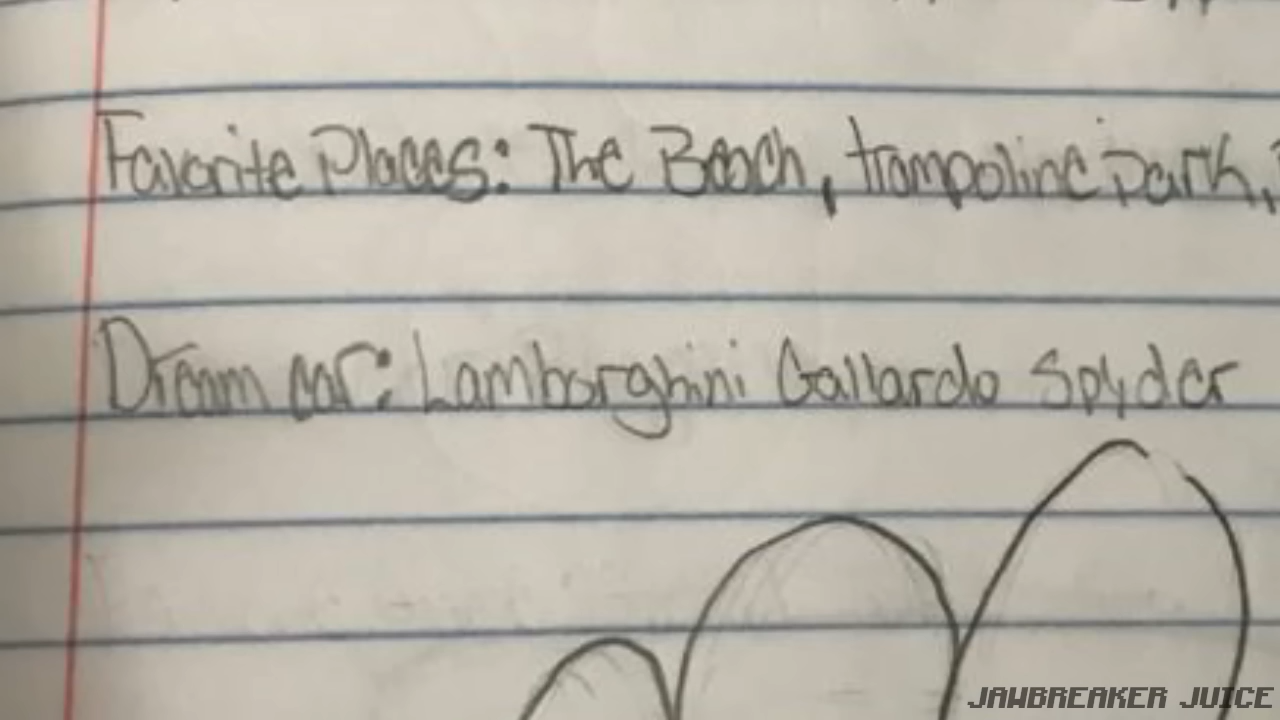 Favorite Places: The Beach, trampoline park,
Dream car: Lamborghini Gallardo Spyder
JAWBREAKER JUICE